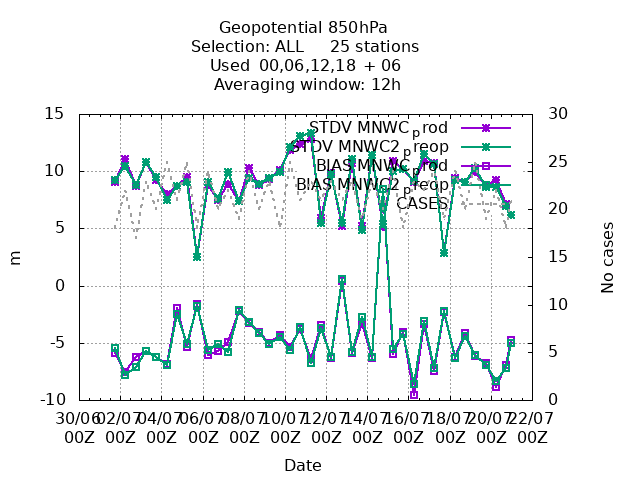 Geopotential 850hPa
Selection: ALL 25 stations
Used 00,06,12,18 + 06
Averaging window: 12h
STDV MNWC_prod
STDV MNWC2_preop
BIAS MNWC_prod
BIAS MNWC2_preop
CASES
15
10
5
0
-5
-10
m
30
25
20
15
10
5
0
No cases
30/06 02/07 04/07 06/07 08/07 10/07 12/07 14/07 16/07 18/07 20/07 22/07
00Z 00Z 00Z 00Z 00Z 00Z 00Z 00Z 00Z 00Z 00Z 00Z
Date